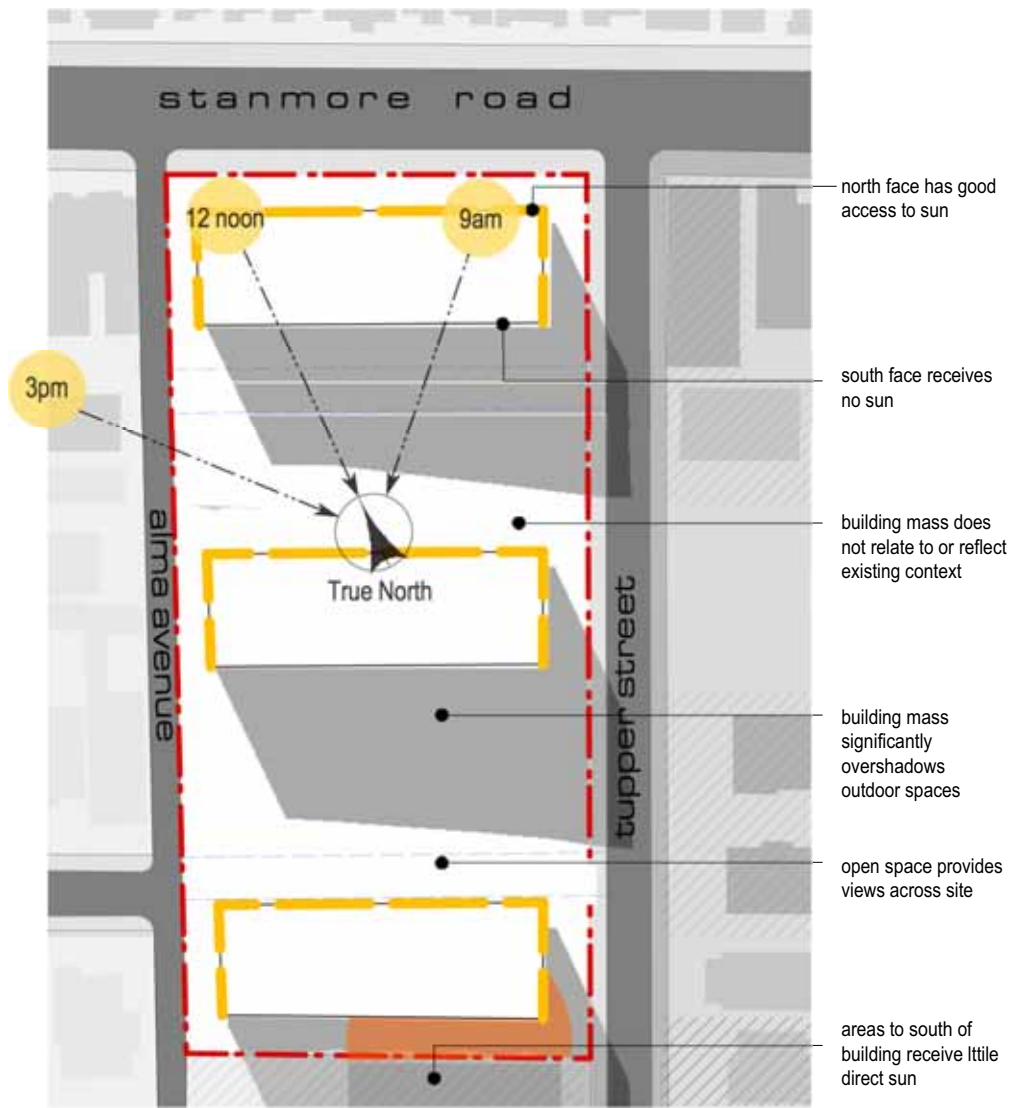 stanmore road
12 noon
9am
north face has good
access to sun
south face receives
no sun
3pm
True North
alma avenue
tupper street
building mass does
not relate to or reflect
existing context
building mass
significantly
overshadows
outdoor spaces
open space provides
views across site
areas to south of
building receive lttile
direct sun